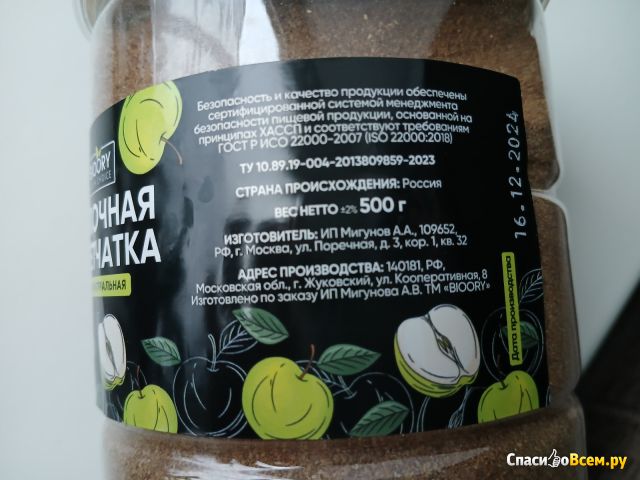 Безопасность и качество продукции обеспечены
сертифицированной системой менеджмента
безопасности пищевой продукции, основанной на
принципах ХАССП и соответствуют требованиям
ГОСТ Р ИСО 22000-2007 (ISO 22000:2018)
ТУ 10.89.19-004-2013809859-2023
СТРАНА ПРОИСХОЖДЕНИЯ: Россия
ВЕС НЕТТО ±2% 500 г
ИЗГОТОВИТЕЛЬ: ИП Мигунов А.А., 109652,
РФ, г. Москва, ул. Поречная, д. 3, кор. 1, кв. 32
АДРЕС ПРОИЗВОДСТВА: 140181, РФ,
Московская обл., г. Жуковский, ул. Кооперативная, 8
Изготовлено по заказу ИП Мигунова А.В. ТМ «BIOORY»
Дата производства
16.12.2024
СпасибоВсем.ру